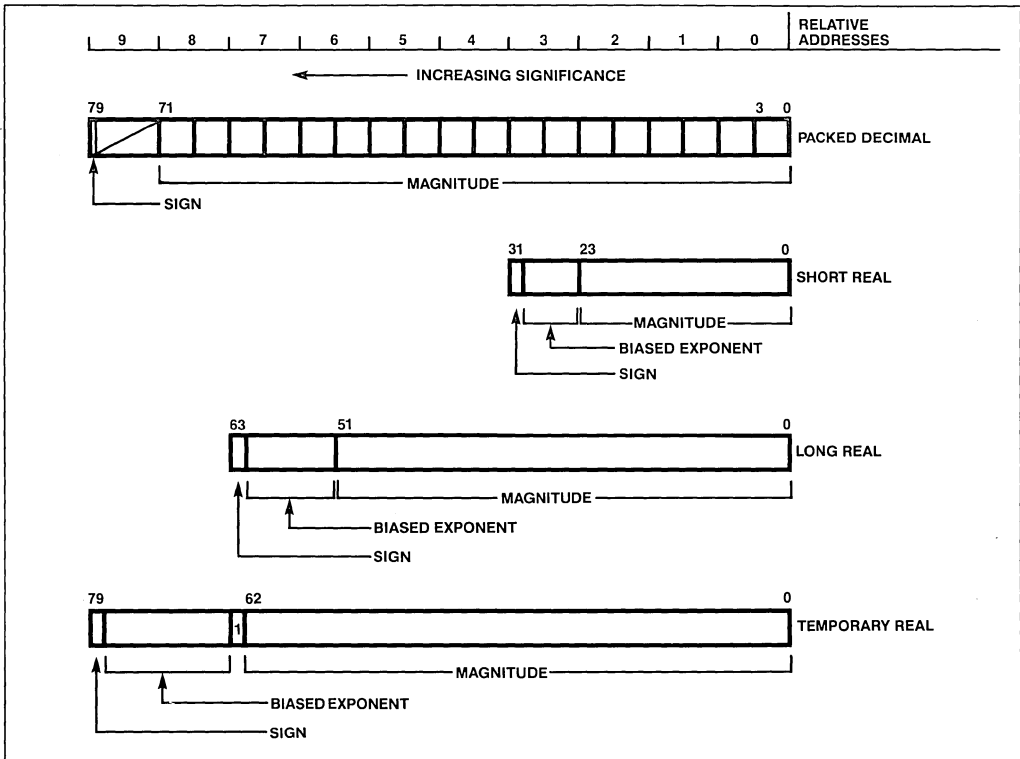 RELATIVE
ADDRESSES
9 8 7 6 5 4 3 2 1 0
INCREASING SIGNIFICANCE
79 71 3 0
PACKED DECIMAL
MAGNITUDE
SIGN
31 23 0
SHORT REAL
MAGNITUDE
BIASED EXPONENT
SIGN
63 51 0
LONG REAL
MAGNITUDE
BIASED EXPONENT
SIGN
79 62 0
1
TEMPORARY REAL
MAGNITUDE
BIASED EXPONENT
SIGN